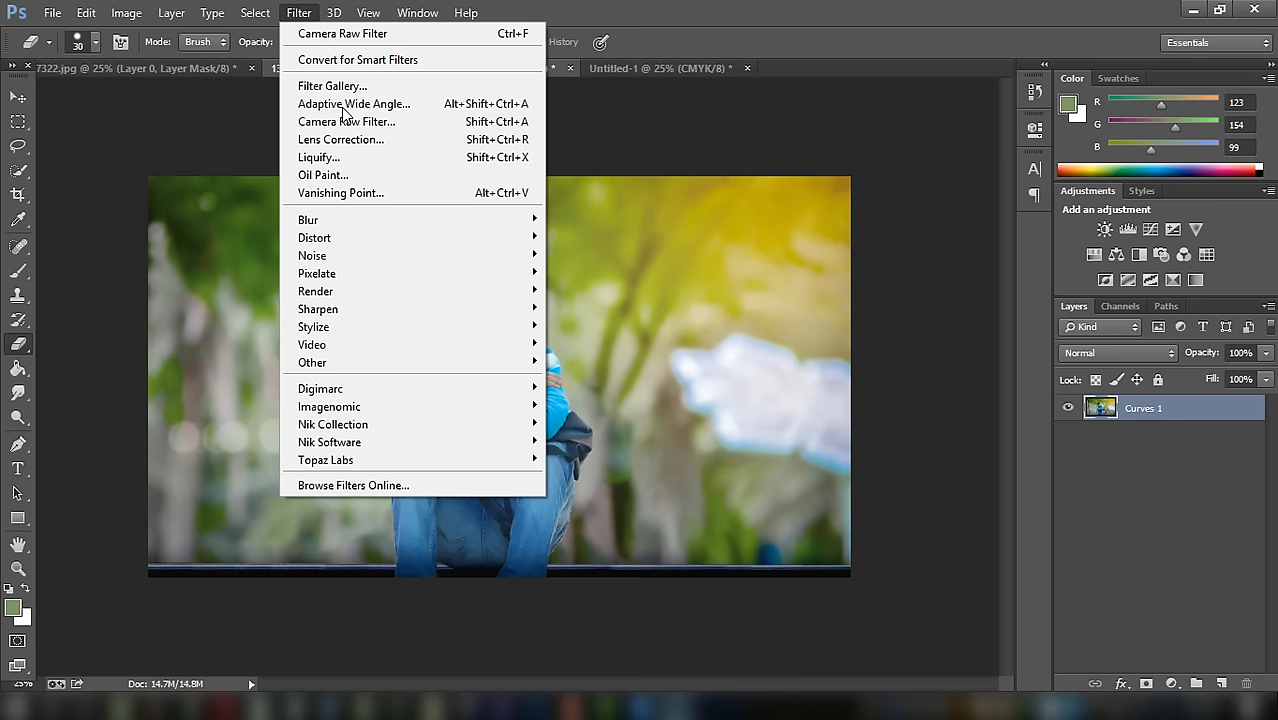 Ps File Edit Image Layer Type Select Filter 3D View Window Help
30 Mode: Brush Opacity: History Essentials
7322.jpg @ 25% (Layer 0, Layer Mask/8) * × 13 * × Untitled-1 @ 25% (CMYK/8) * ×
Camera Raw Filter Ctrl+F
Convert for Smart Filters
Filter Gallery...
Adaptive Wide Angle... Alt+Shift+Ctrl+A
Camera Raw Filter... Shift+Ctrl+A
Lens Correction... Shift+Ctrl+R
Liquify... Shift+Ctrl+X
Oil Paint...
Vanishing Point... Alt+Ctrl+V
Blur
Distort
Noise
Pixelate
Render
Sharpen
Stylize
Video
Other
Digimarc
Imagenomic
Nik Collection
Nik Software
Topaz Labs
Browse Filters Online...
Color Swatches
R 123
G 154
B 99
Adjustments Styles
Add an adjustment
Layers Channels Paths
Kind
Normal Opacity: 100%
Lock: Fill: 100%
Curves 1
25% Doc: 14.7M/14.8M